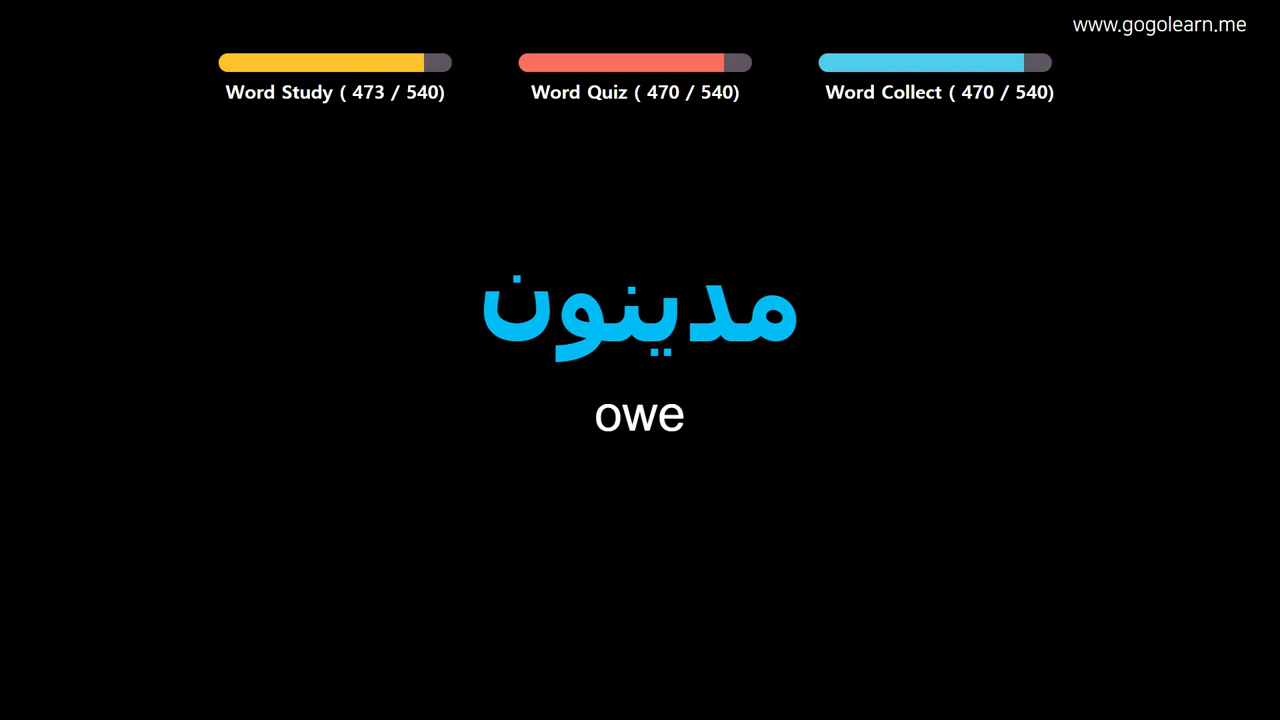 www.gogolearn.me
Word Study ( 473 / 540)
Word Quiz ( 470 / 540)
Word Collect ( 470 / 540)
مدينون
owe